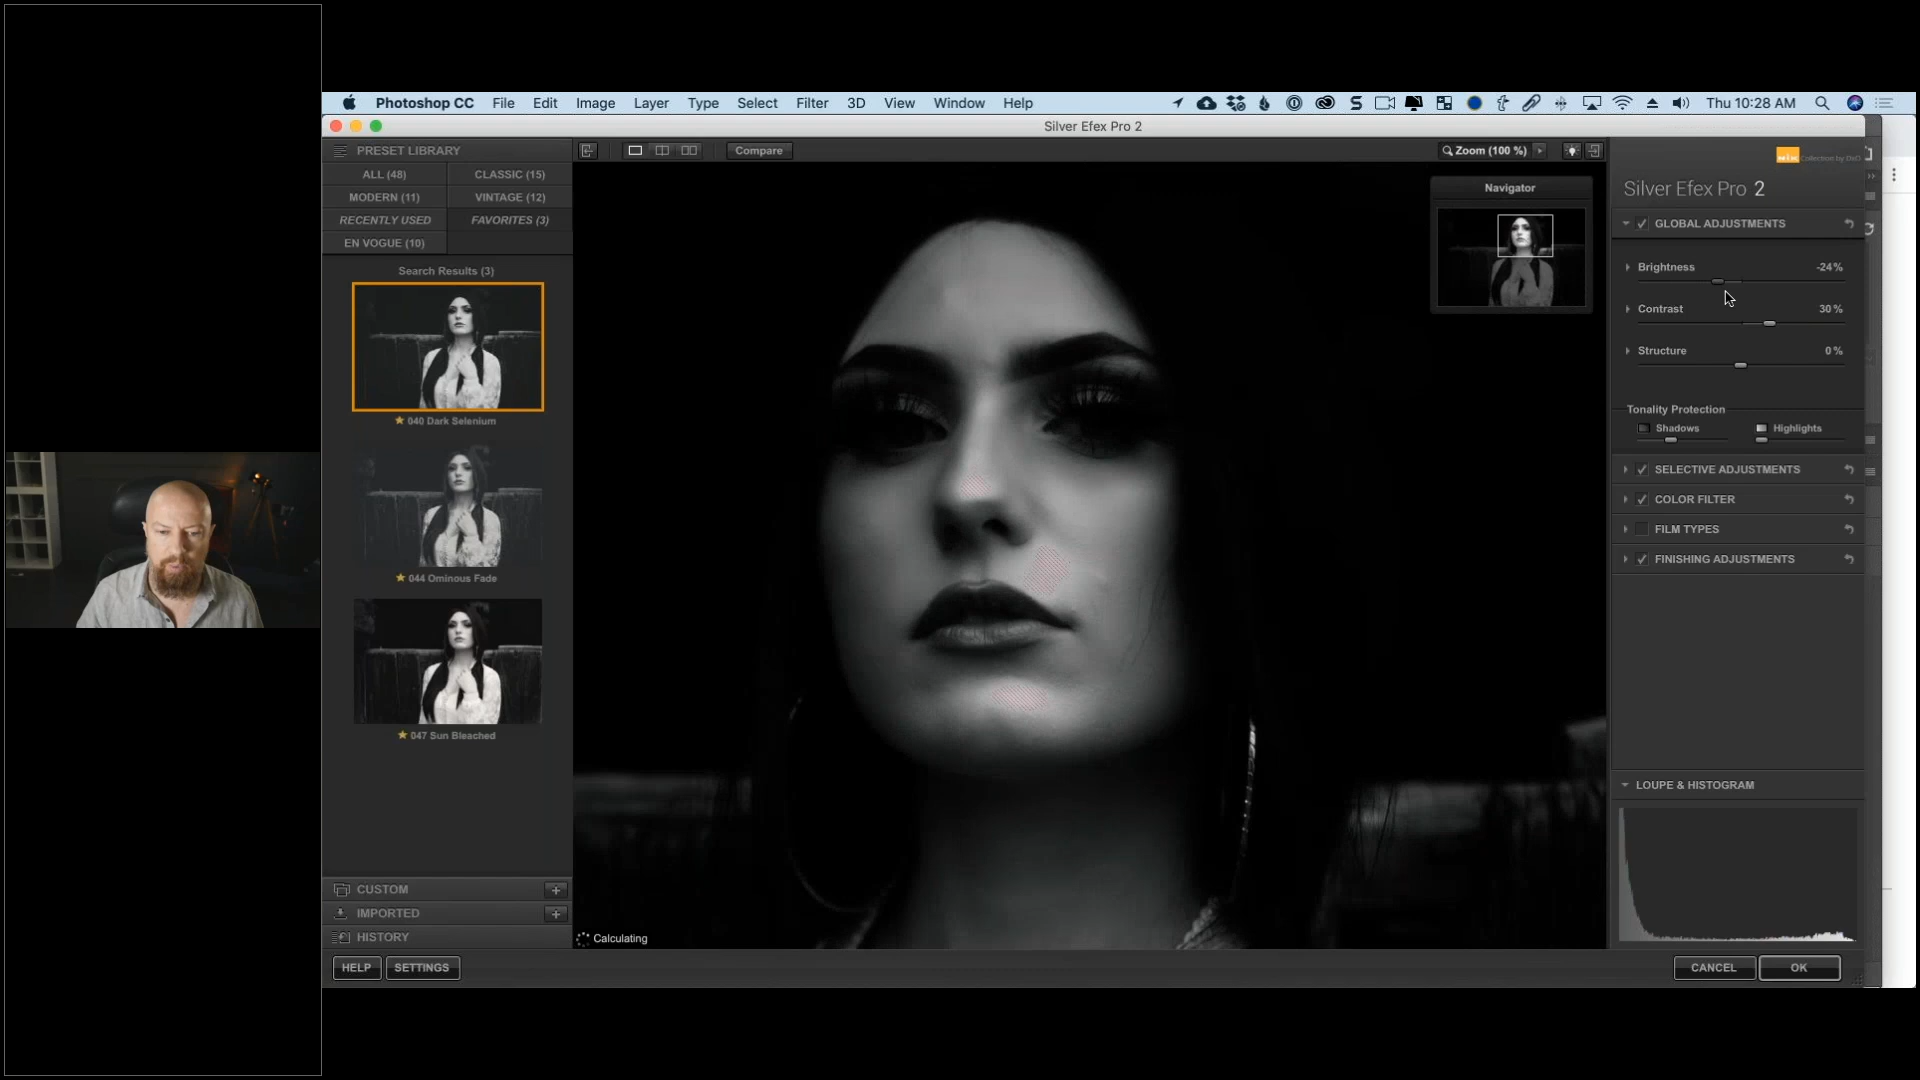 Photoshop CC File Edit Image Layer Type Select Filter 3D View Window Help Thu 10:28 AM
Silver Efex Pro 2
PRESET LIBRARY
ALL (48) CLASSIC (15)
MODERN (11) VINTAGE (12)
RECENTLY USED FAVORITES (3)
EN VOGUE (10)
Search Results (3)
040 Dark Selenium
044 Ominous Fade
047 Sun Bleached
CUSTOM
IMPORTED
HISTORY
HELP SETTINGS
Compare
Zoom (100 %)
Navigator
Calculating
nik Collection by DxO
Silver Efex Pro 2
GLOBAL ADJUSTMENTS
Brightness -24%
Contrast 30%
Structure 0%
Tonality Protection
Shadows Highlights
SELECTIVE ADJUSTMENTS
COLOR FILTER
FILM TYPES
FINISHING ADJUSTMENTS
LOUPE & HISTOGRAM
CANCEL OK